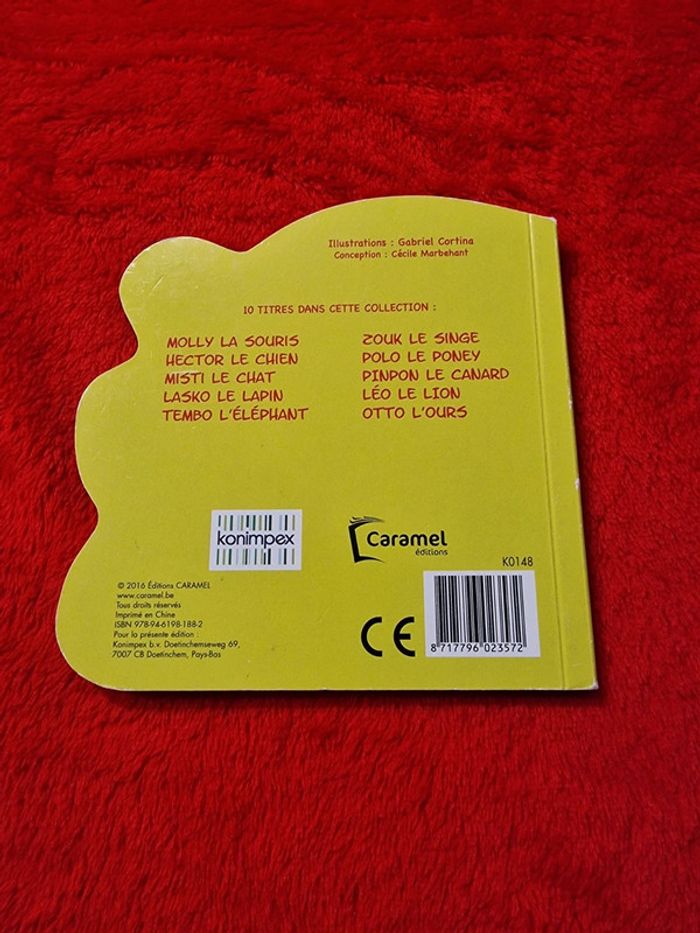 Illustrations : Gabriel Cortina
Conception : Cécile Marbehant
10 TITRES DANS CETTE COLLECTION :
MOLLY LA SOURIS
HECTOR LE CHIEN
MISTI LE CHAT
LASKO LE LAPIN
TEMBO L'ÉLÉPHANT
ZOUK LE SINGE
POLO LE PONEY
PINPON LE CANARD
LÉO LE LION
OTTO L'OURS
konimpex
Caramel
éditions
K0148
© 2016 Éditions CARAMEL
www.caramel.be
Tous droits réservés
Imprimé en Chine
ISBN 978-94-6198-188-2
Pour la présente édition :
Konimpex b.v. Doetinchemseweg 69,
7007 CB Doetinchem, Pays-Bas
CE
8 717796 023572